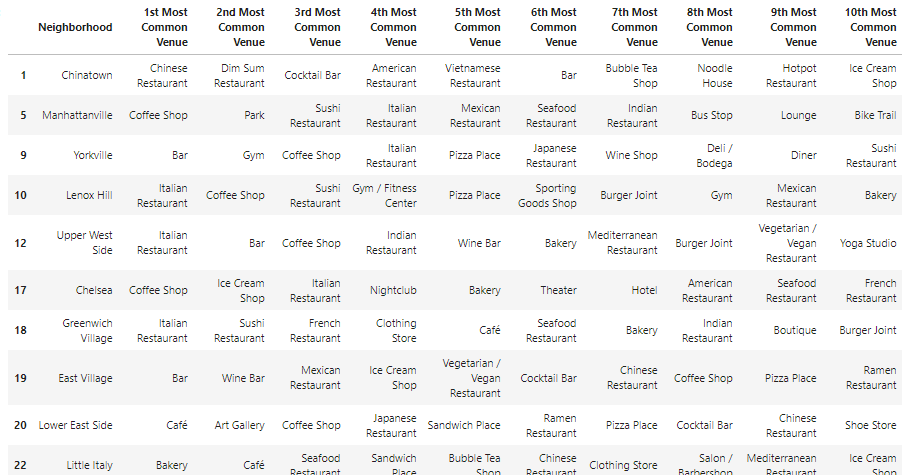 Neighborhood 1st Most Common Venue 2nd Most Common Venue 3rd Most Common Venue 4th Most Common Venue 5th Most Common Venue 6th Most Common Venue 7th Most Common Venue 8th Most Common Venue 9th Most Common Venue 10th Most Common Venue
1 Chinatown Chinese Restaurant Dim Sum Restaurant Cocktail Bar American Restaurant Vietnamese Restaurant Bar Bubble Tea Shop Noodle House Hotpot Restaurant Ice Cream Shop
5 Manhattanville Coffee Shop Park Sushi Restaurant Italian Restaurant Mexican Restaurant Seafood Restaurant Indian Restaurant Bus Stop Lounge Bike Trail
9 Yorkville Bar Gym Coffee Shop Italian Restaurant Pizza Place Japanese Restaurant Wine Shop Deli / Bodega Diner Sushi Restaurant
10 Lenox Hill Italian Restaurant Coffee Shop Sushi Restaurant Gym / Fitness Center Pizza Place Sporting Goods Shop Burger Joint Gym Mexican Restaurant Bakery
12 Upper West Side Italian Restaurant Bar Coffee Shop Indian Restaurant Wine Bar Bakery Mediterranean Restaurant Burger Joint Vegetarian / Vegan Restaurant Yoga Studio
17 Chelsea Coffee Shop Ice Cream Shop Italian Restaurant Nightclub Bakery Theater Hotel American Restaurant Seafood Restaurant French Restaurant
18 Greenwich Village Italian Restaurant Sushi Restaurant French Restaurant Clothing Store Café Seafood Restaurant Bakery Indian Restaurant Boutique Burger Joint
19 East Village Bar Wine Bar Mexican Restaurant Ice Cream Shop Vegetarian / Vegan Restaurant Cocktail Bar Chinese Restaurant Coffee Shop Pizza Place Ramen Restaurant
20 Lower East Side Café Art Gallery Coffee Shop Japanese Restaurant Sandwich Place Ramen Restaurant Pizza Place Cocktail Bar Chinese Restaurant Shoe Store
22 Little Italy Bakery Café Seafood Restaurant Sandwich Place Bubble Tea Shop Chinese Restaurant Clothing Store Salon / Barbershop Mediterranean Restaurant Ice Cream Shop